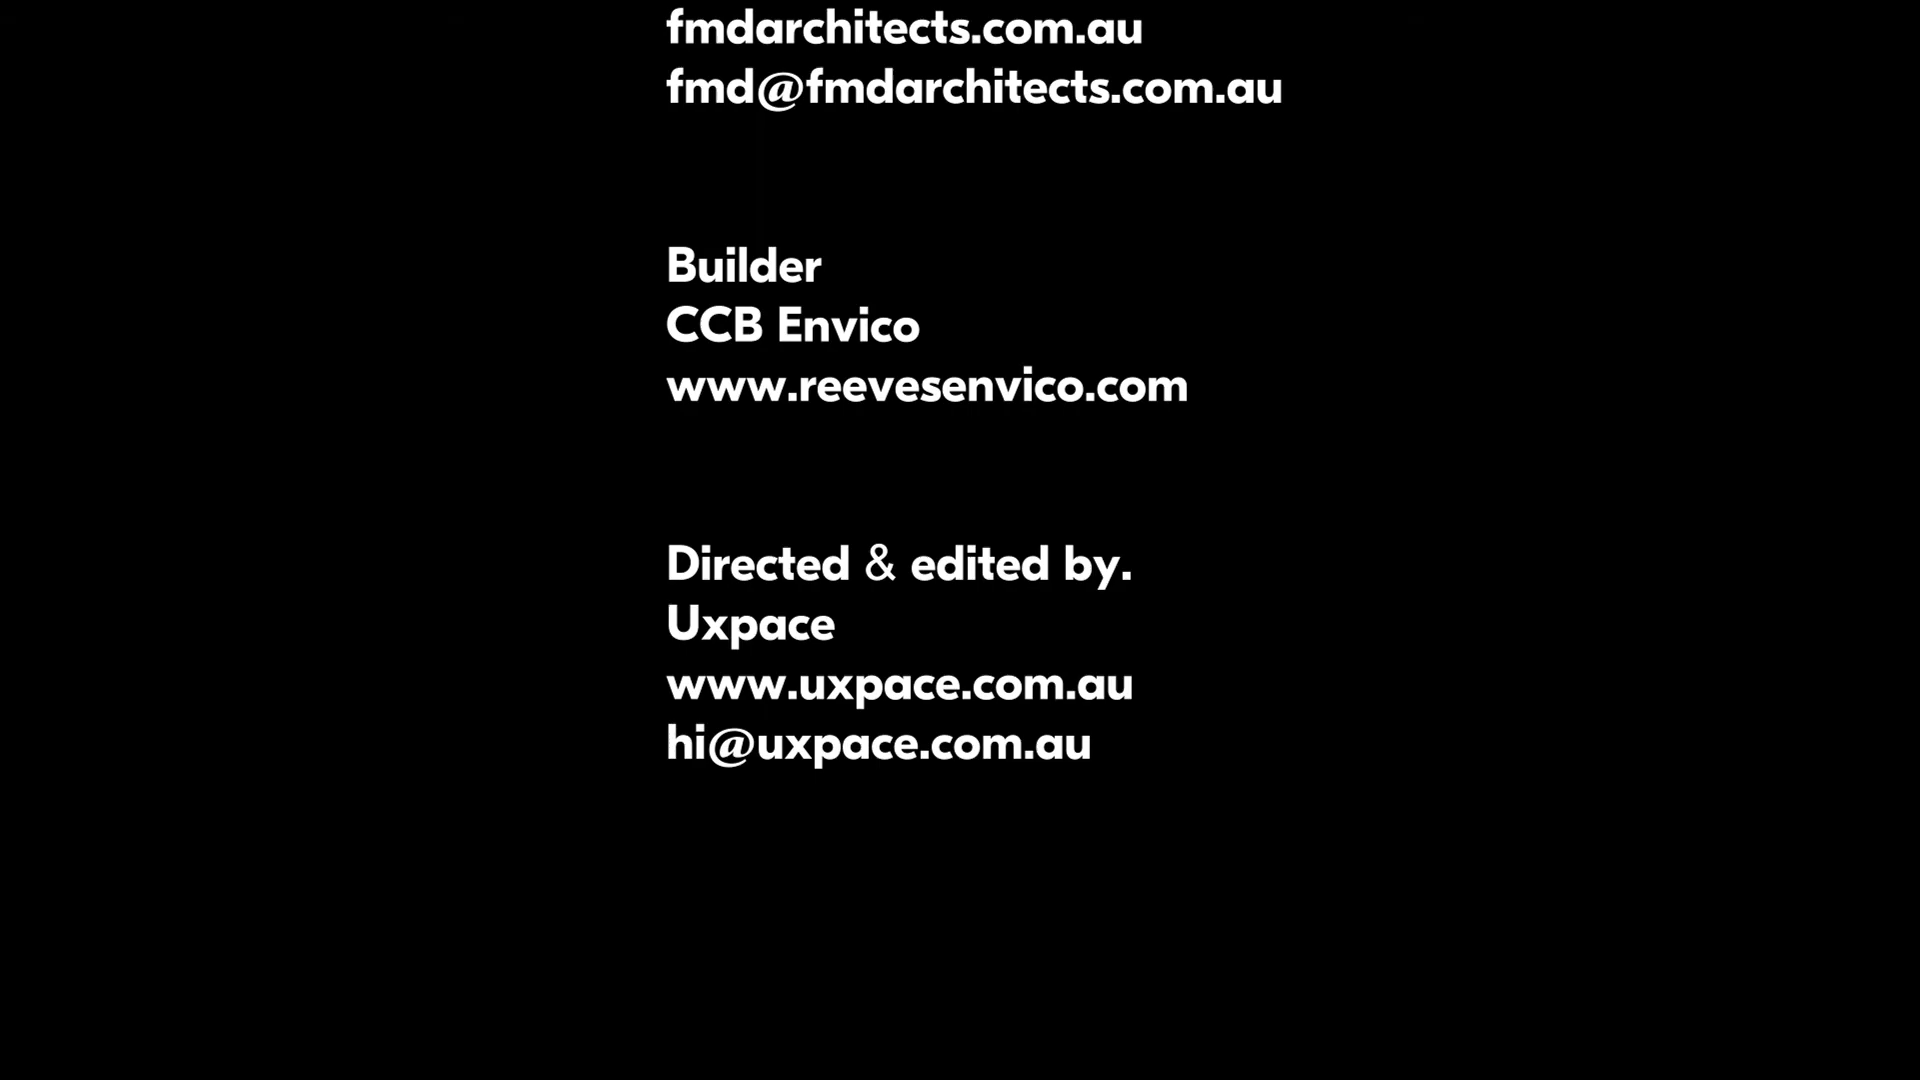 fmdarchitects.com.au
fmd@fmdarchitects.com.au
Builder
CCB Envico
www.reevesenvico.com
Directed & edited by.
Uxpace
www.uxpace.com.au
hi@uxpace.com.au